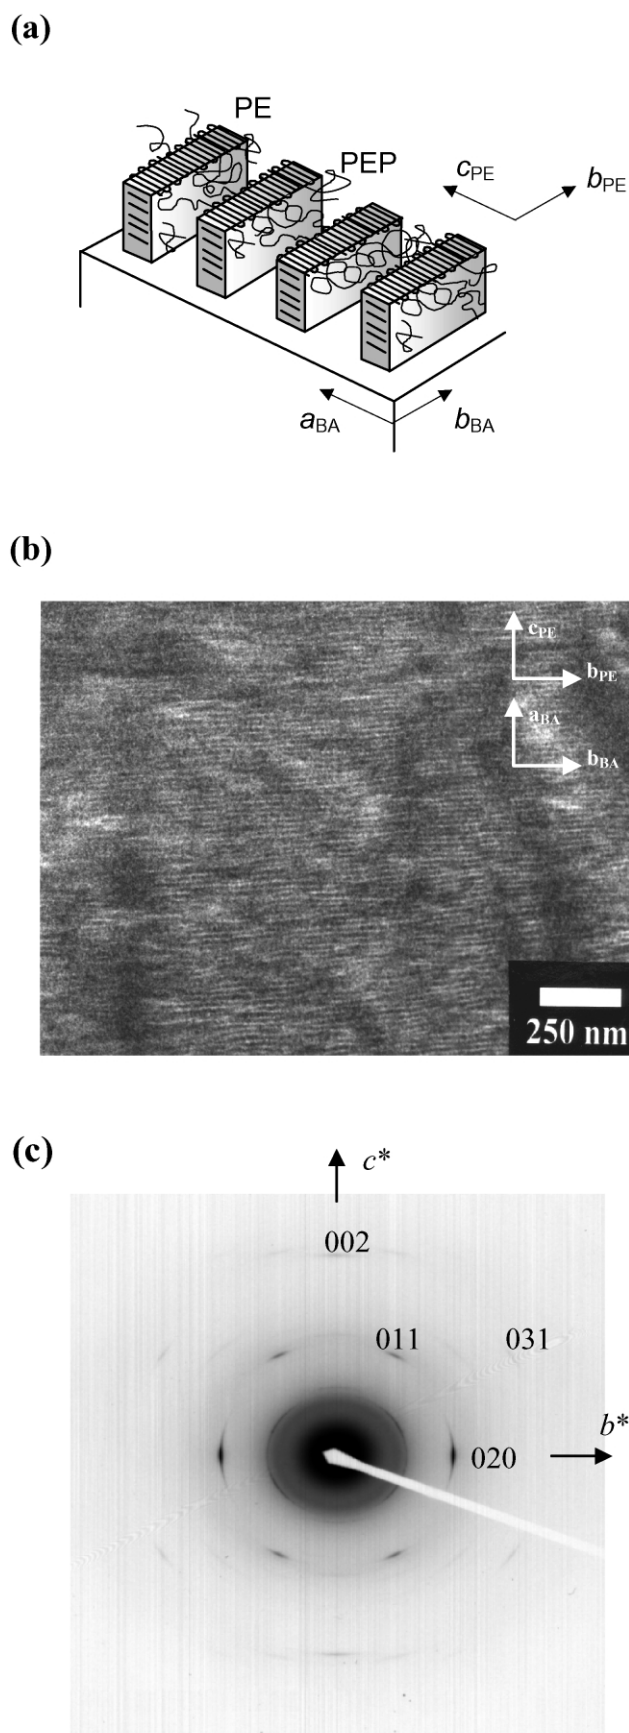 (a)
PE
PEP
cPE
bPE
aBA
bBA
(b)
cPE
bPE
aBA
bBA
250 nm
(c)
c*
002
011
031
020
b*